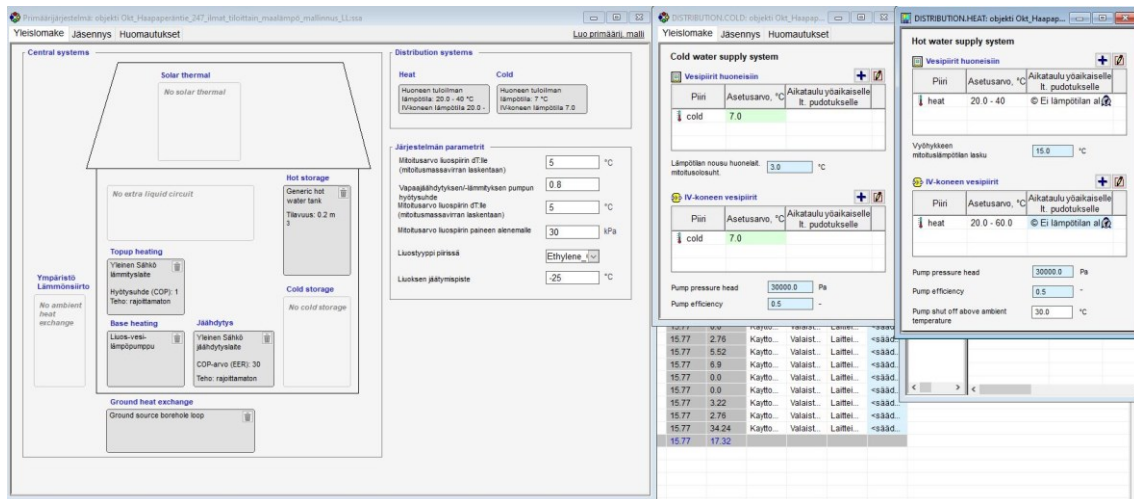 Primäärijärjestelmä: objekti Okt_Haapaperäntie_247_ilmat_tiloittain_maalämpö_mallinnus_LL.ssa
Yleislomake Jäsennys Huomautukset
Luo primäärij. malli
Central systems
Solar thermal
No solar thermal
No extra liquid circuit
Hot storage
Generic hot
water tank
Tilavuus: 0.2 m
3
Topup heating
Yleinen Sähkö
lämmityslaite
Hyötysuhde (COP): 1
Teho: rajoittamaton
Ympäristö
Lämmönsiirto
No ambient
heat
exchange
Cold storage
No cold storage
Base heating
Liuos-vesi-
lämpöpumppu
Jäähdytys
Yleinen Sähkö
jäähdytyslaite
COP-arvo (EER): 30
Teho: rajoittamaton
Ground heat exchange
Ground source borehole loop
Distribution systems
Heat
Cold
Huoneen tuloilman
lämpötila: 20.0 - 40 °C
IV-koneen lämpötila 20.0 -
Huoneen tuloilman
lämpötila: 7 °C
IV-koneen lämpötila 7.0
Järjestelmän parametrit
Mitoitusarvo liuospiirin dT:lle
(mitoitusmassavirran laskentaan)
5 °C
Vapaajäähdytyksen/-lämmityksen pumpun
hyötysuhde
0.8
Mitoitusarvo liuospiirin dT:lle
(mitoitusmassavirran laskentaan)
5 °C
Mitoitusarvo liuospiirin paineen alenemalle
30 kPa
Liuostyyppi piirissä
Liuoksen jäätymispiste
-25 °C
DISTRIBUTION.COLD: objekti Okt_Haapap...
Yleislomake Jäsennys Huomautukset
Cold water supply system
Vesipiirit huoneisiin
Piiri Asetusarvo, °C Aikataulu yöaikaiselle
lt. pudotukselle
cold 7.0
Lämpötilan nousu huonelait.
mitoitusolosuht.
3.0 °C
IV-koneen vesipiirit
Piiri Asetusarvo, °C Aikataulu yöaikaiselle
lt. pudotukselle
cold 7.0
Pump pressure head 30000.0 Pa
Pump efficiency 0.5 -
15.77 0.0 Kaytto... Valaist... Laittei... <sääd...
15.77 2.76 Kaytto... Valaist... Laittei... <sääd...
15.77 5.52 Kaytto... Valaist... Laittei... <sääd...
15.77 6.9 Kaytto... Valaist... Laittei... <sääd...
15.77 0.0 Kaytto... Valaist... Laittei... <sääd...
15.77 0.0 Kaytto... Valaist... Laittei... <sääd...
15.77 3.22 Kaytto... Valaist... Laittei... <sääd...
15.77 2.76 Kaytto... Valaist... Laittei... <sääd...
15.77 34.24 Kaytto... Valaist... Laittei... <sääd...
15.77 17.32
DISTRIBUTION.HEAT: objekti Okt_Haapap...
Hot water supply system
Vesipiirit huoneisiin
Piiri Asetusarvo, °C Aikataulu yöaikaiselle
lt. pudotukselle
heat 20.0 - 40 © Ei lämpötilan al
Vyöhykkeen
mitoituslämpötilan lasku
15.0 °C
IV-koneen vesipiirit
Piiri Asetusarvo, °C Aikataulu yöaikaiselle
lt. pudotukselle
heat 20.0 - 60.0 © Ei lämpötilan al
Pump pressure head 30000.0 Pa
Pump efficiency 0.5 -
Pump shut off above ambient
temperature
30.0 °C